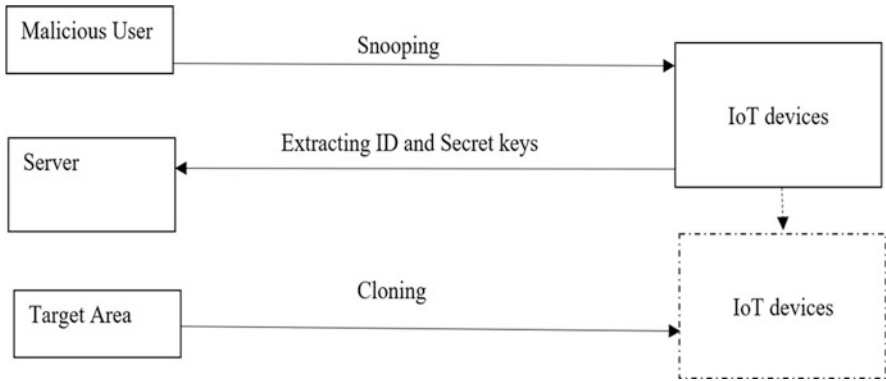 Malicious User
Snooping
IoT devices
Extracting ID and Secret keys
Server
Cloning
Target Area
IoT devices